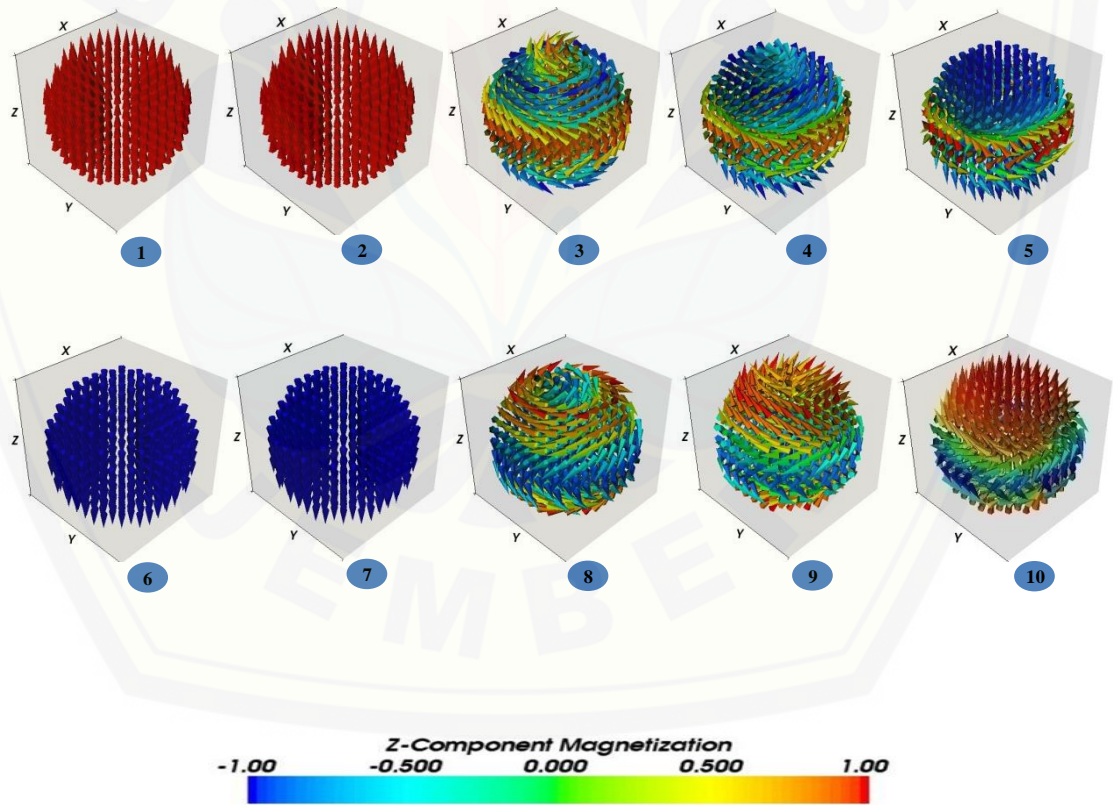 X X X X X
Z Z Z Z Z
Y Y Y Y Y
1 2 3 4 5
X X X X X
Z Z Z Z Z
Y Y Y Y Y
6 7 8 9 10
JEMBER
Z-Component Magnetization
-1.00 -0.500 0.000 0.500 1.00